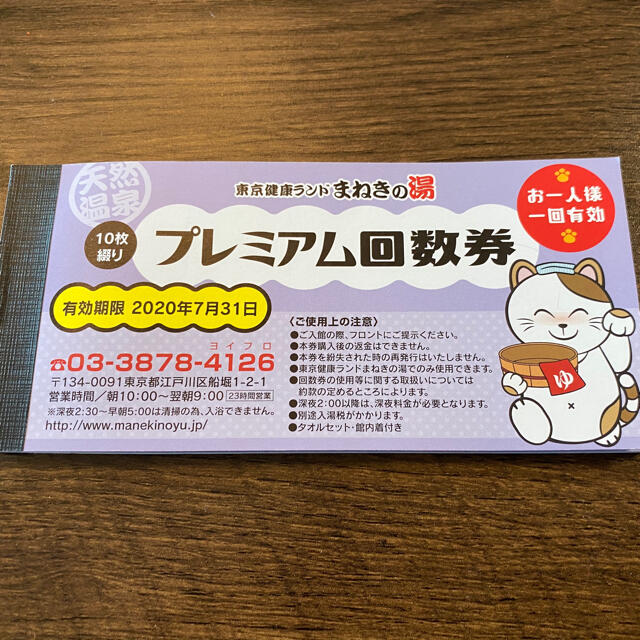 天然
温泉
東京健康ランド まねきの湯
お一人様
一回有効
10枚
綴り
プレミアム回数券
有効期限 2020年7月31日
ヨイフロ
☎03-3878-4126
〒134-0091東京都江戸川区船堀1-2-1
営業時間／朝10:00〜翌朝9:00 23時間営業
※深夜2:30〜早朝5:00は清掃の為、入浴できません。
http://www.manekinoyu.jp/
〈ご使用上の注意〉
●ご入館の際、フロントにご提示ください。
●本券購入後の返金はできません。
●本券を紛失された時の再発行はいたしません。
●東京健康ランドまねきの湯でのみ使用できます。
●回数券の使用等に関する取扱いについては
約款の定めるところによります。
●深夜2:00以降は、深夜料金が必要となります。
●別途入湯税がかかります。
●タオルセット・館内着付き
ゆ